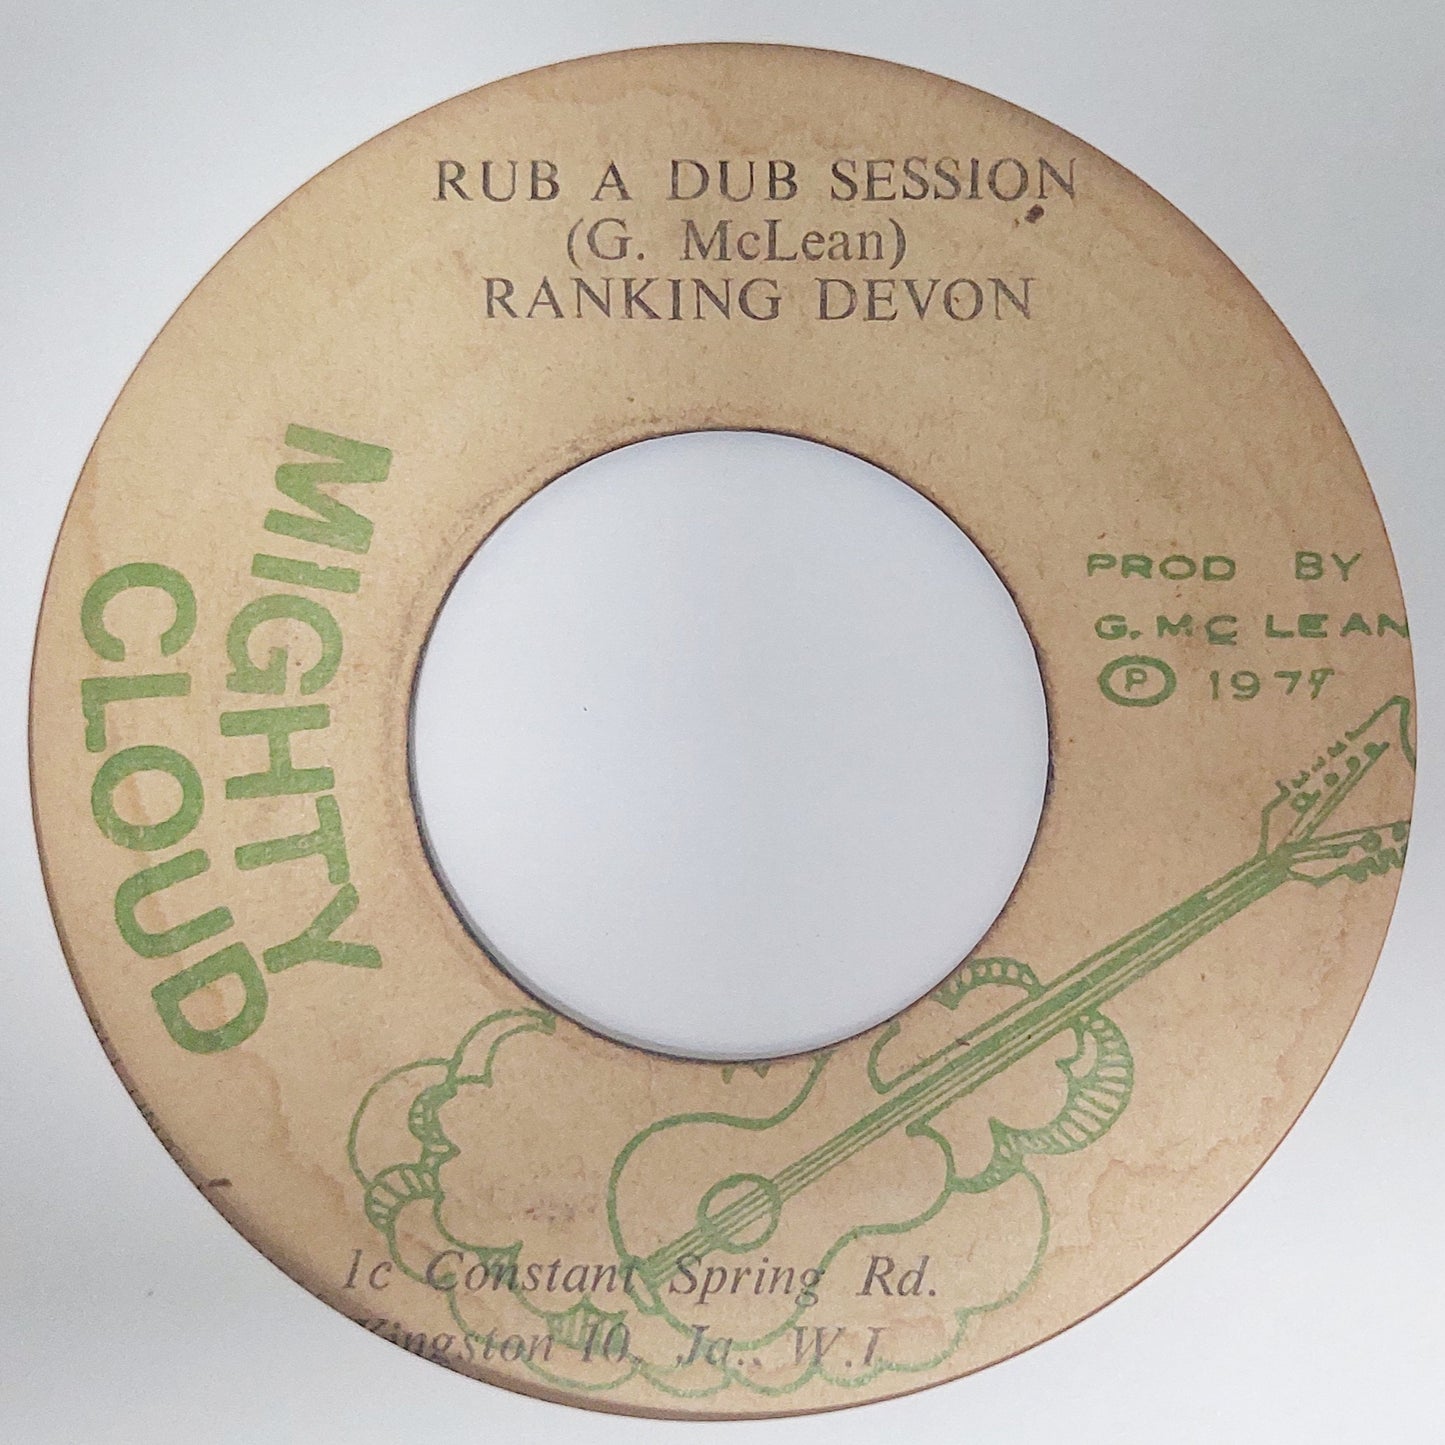 RUB A DUB SESSION
(G. McLean)
RANKING DEVON
MIGHTY
CLOUD
PROD BY
G. MC LEAN
Ⓟ
1c Constant Spring Rd.
Kingston 10, Ja., W.I.